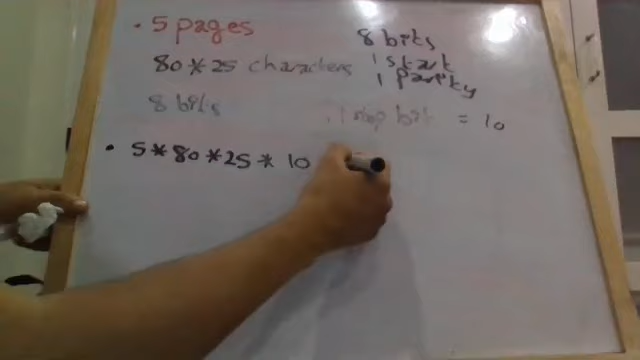 • 5 pages
80 * 25 characters
8 bits
8 bits
1 start
1 parity
. 1 stop bit = 10
• 5 * 80 * 25 * 10